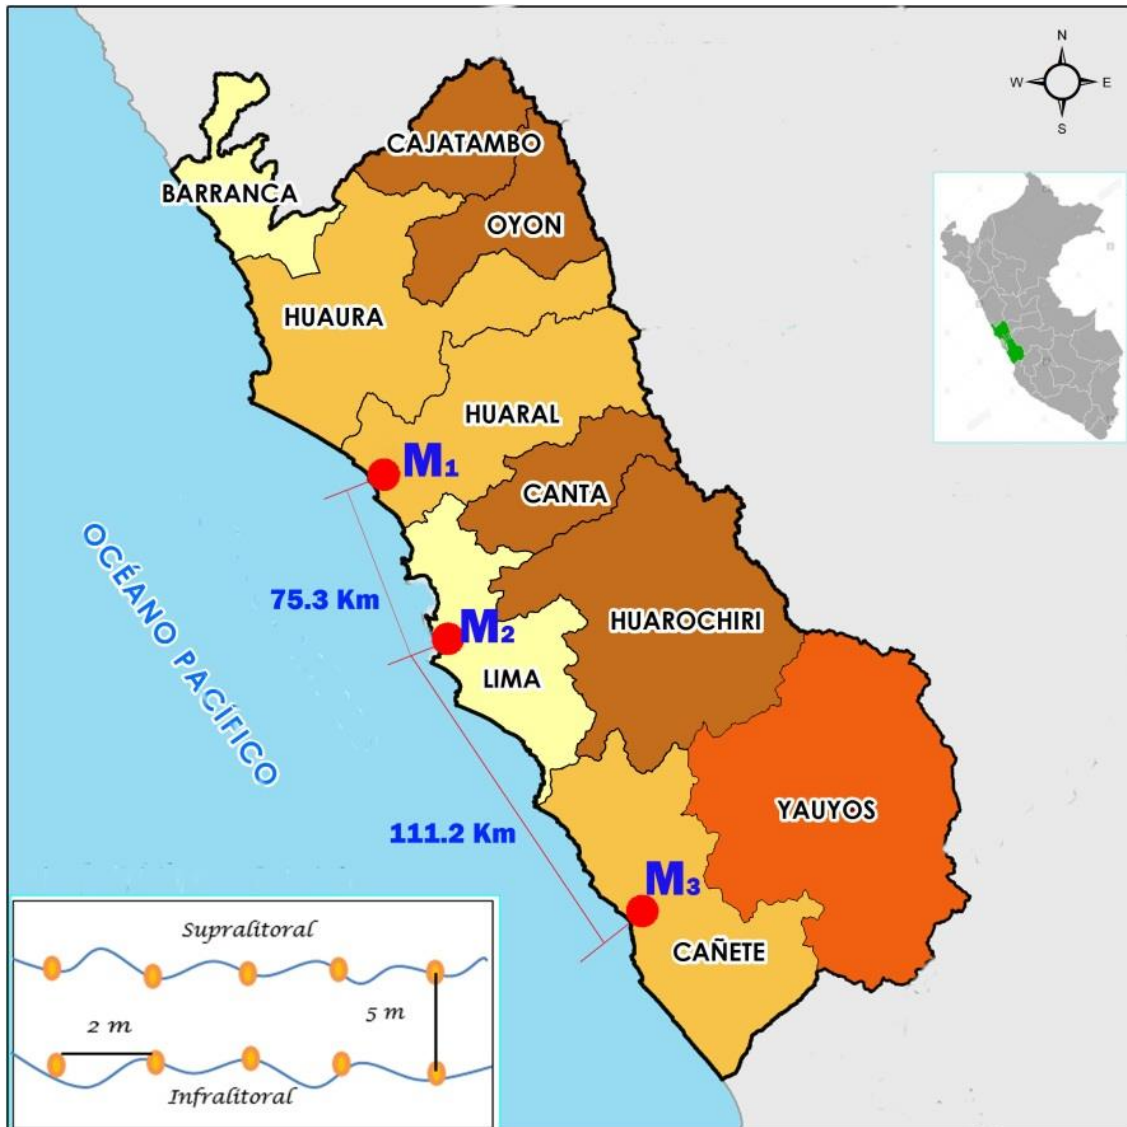 N
W E
S
CAJATAMBO
BARRANCA
OYON
HUAURA
HUARAL
M1
CANTA
OCÉANO PACÍFICO
75.3 Km
M2
HUAROCHIRI
LIMA
YAUYOS
111.2 Km
M3
CAÑETE
Supralitoral
2 m
5 m
Infralitoral